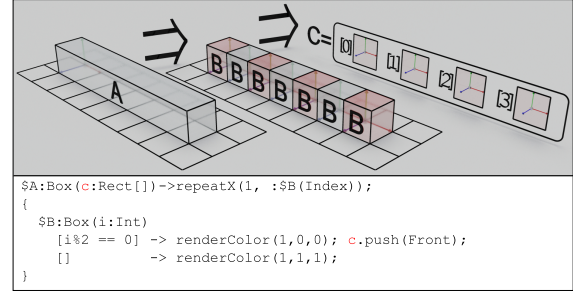 A
B B B B B B B
C= [0] [1] [2] [3]
$A:Box(c:Rect[])->repeatX(1, :$B(Index));
{
$B:Box(i:Int)
[i%2 == 0] -> renderColor(1,0,0); c.push(Front);
[] -> renderColor(1,1,1);
}